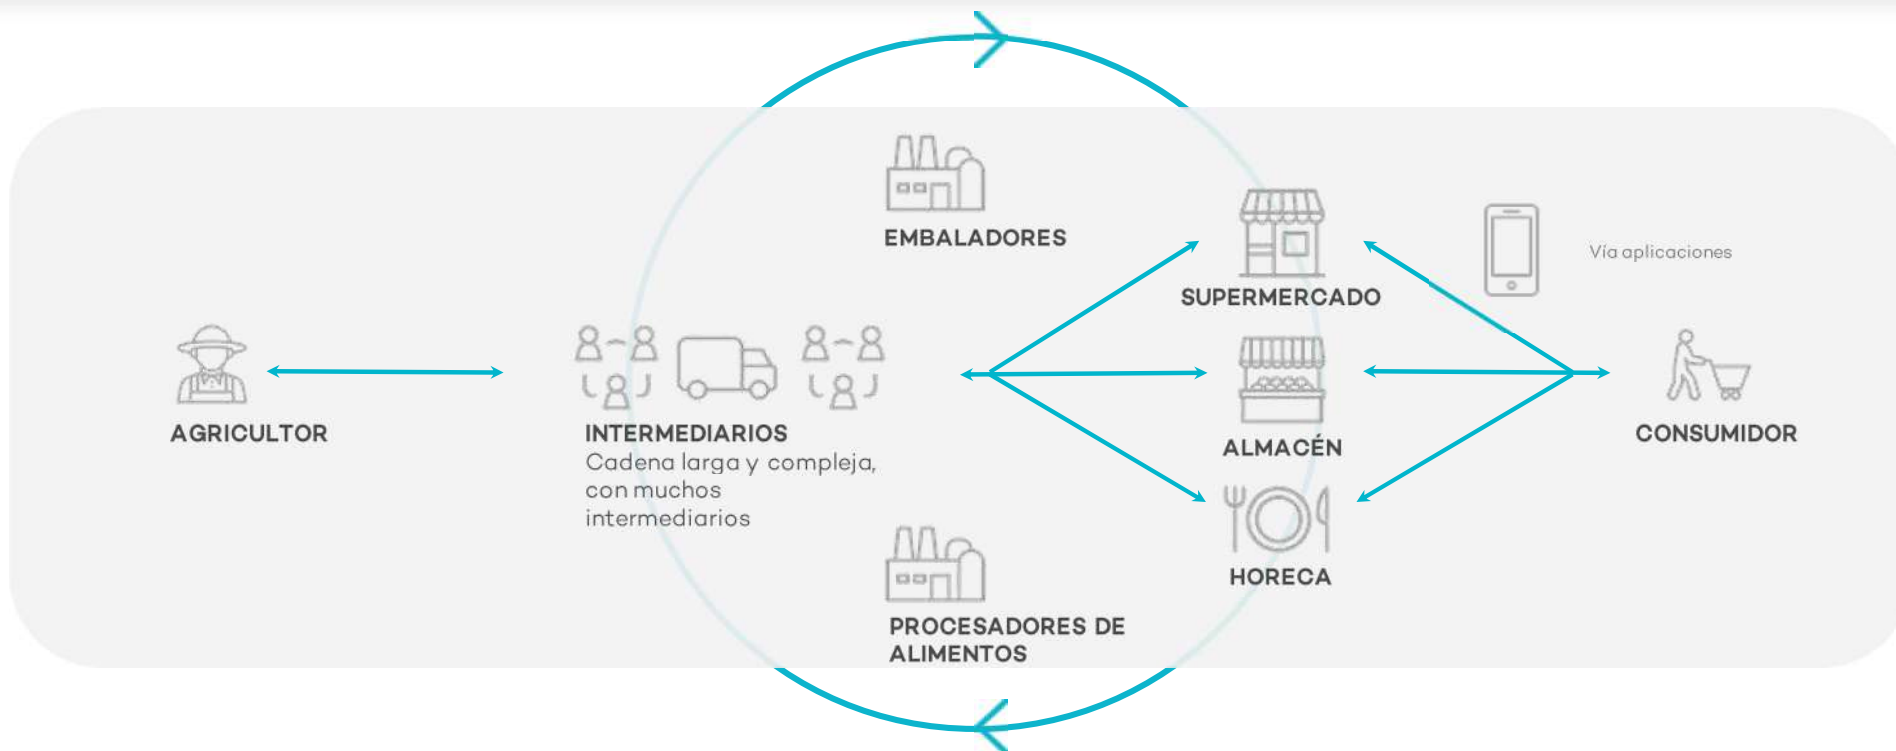 EMBALADORES
SUPERMERCADO
Vía aplicaciones
AGRICULTOR
INTERMEDIARIOS
Cadena larga y compleja,
con muchos
intermediarios
ALMACÉN
CONSUMIDOR
HORECA
PROCESADORES DE
ALIMENTOS